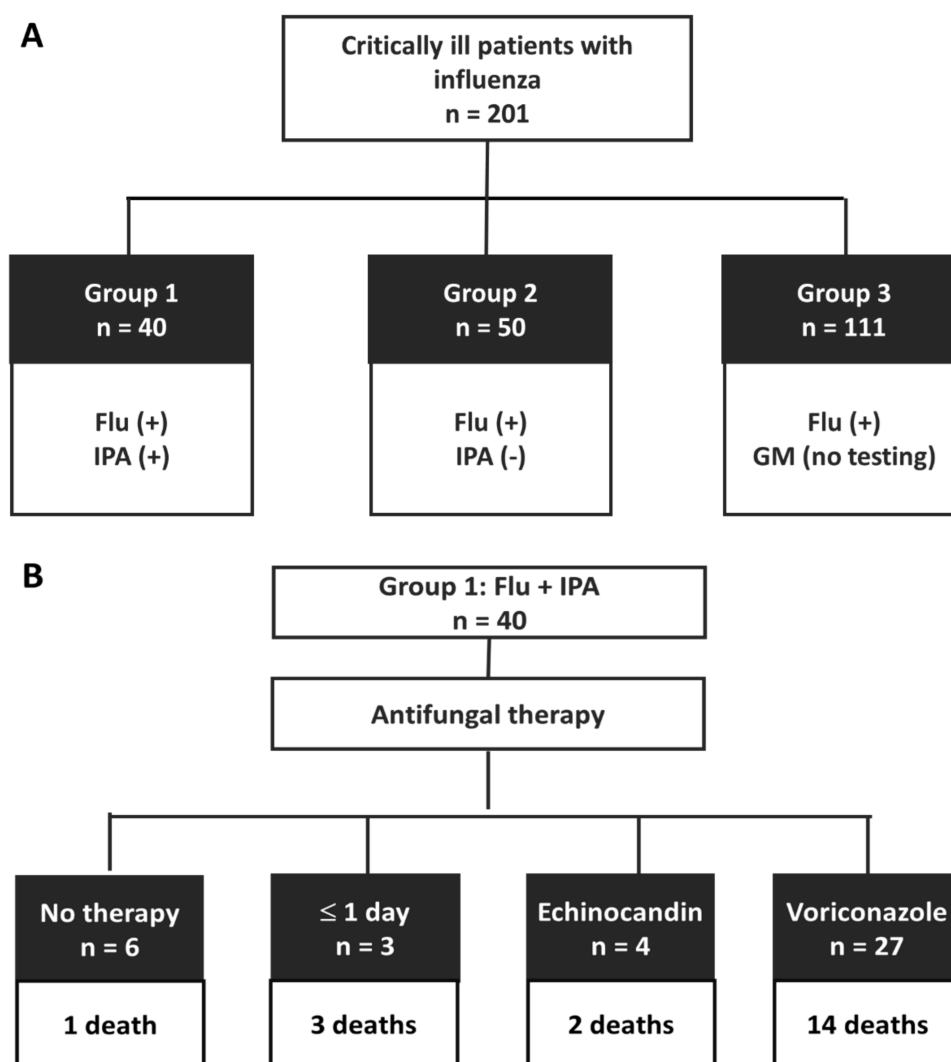 A
Critically ill patients with
influenza
n = 201
Group 1
n = 40
Flu (+)
IPA (+)
Group 2
n = 50
Flu (+)
IPA (-)
Group 3
n = 111
Flu (+)
GM (no testing)
B
Group 1: Flu + IPA
n = 40
Antifungal therapy
No therapy
n = 6
1 death
≤ 1 day
n = 3
3 deaths
Echinocandin
n = 4
2 deaths
Voriconazole
n = 27
14 deaths